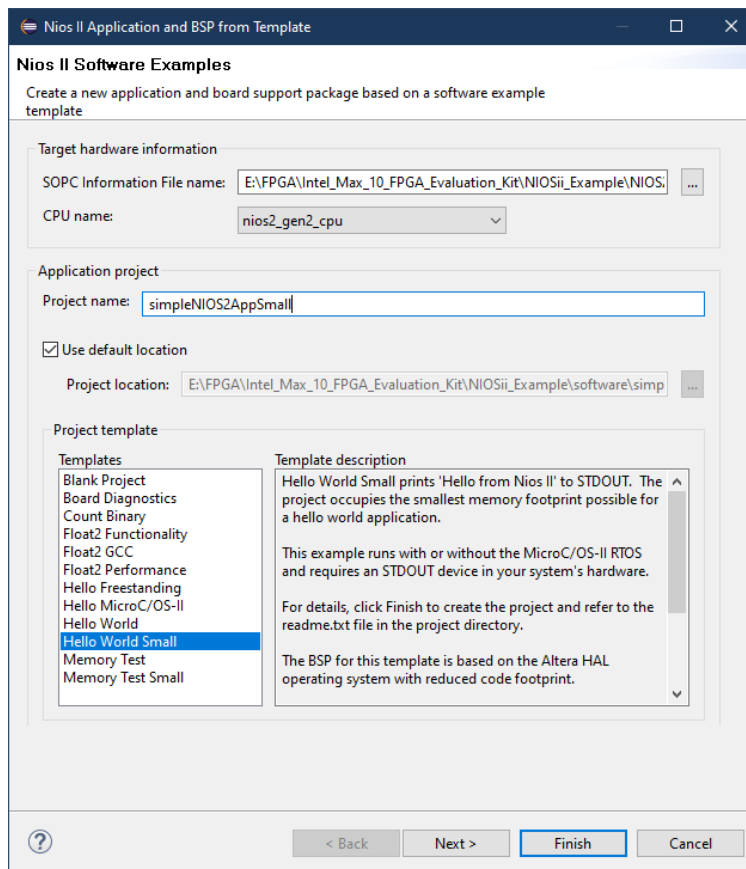 Nios II Application and BSP from Template
Nios II Software Examples
Create a new application and board support package based on a software example
template
Target hardware information
SOPC Information File name: E:\FPGA\Intel_Max_10_FPGA_Evaluation_Kit\NIOSii_Example\NIOS2 ...
CPU name: nios2_gen2_cpu
Application project
Project name: simpleNIOS2AppSmall
Use default location
Project location: E:\FPGA\Intel_Max_10_FPGA_Evaluation_Kit\NIOSii_Example\software\simp ...
Project template
Templates
Blank Project
Board Diagnostics
Count Binary
Float2 Functionality
Float2 GCC
Float2 Performance
Hello Freestanding
Hello MicroC/OS-II
Hello World
Hello World Small
Memory Test
Memory Test Small
Template description
Hello World Small prints 'Hello from Nios II' to STDOUT. The
project occupies the smallest memory footprint possible for
a hello world application.
This example runs with or without the MicroC/OS-II RTOS
and requires an STDOUT device in your system's hardware.
For details, click Finish to create the project and refer to the
readme.txt file in the project directory.
The BSP for this template is based on the Altera HAL
operating system with reduced code footprint.
? < Back Next > Finish Cancel